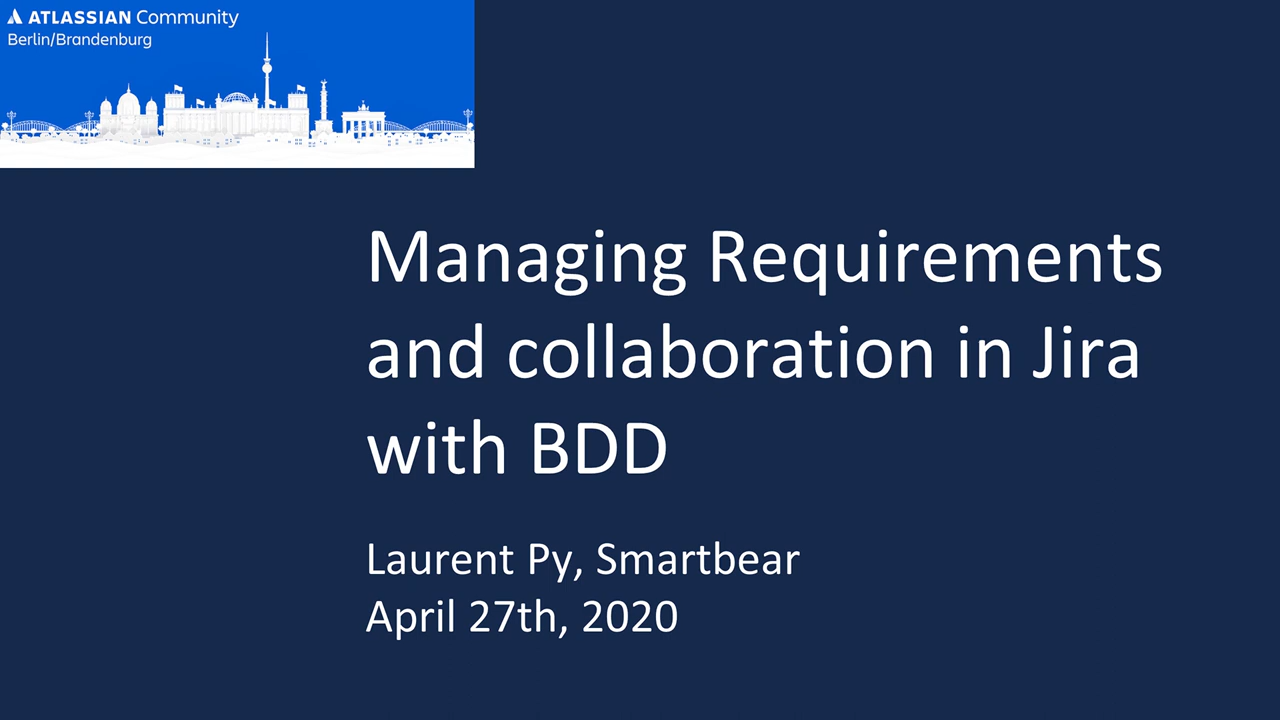 ATLASSIAN Community
Berlin/Brandenburg
Managing Requirements
and collaboration in Jira
with BDD
Laurent Py, Smartbear
April 27th, 2020